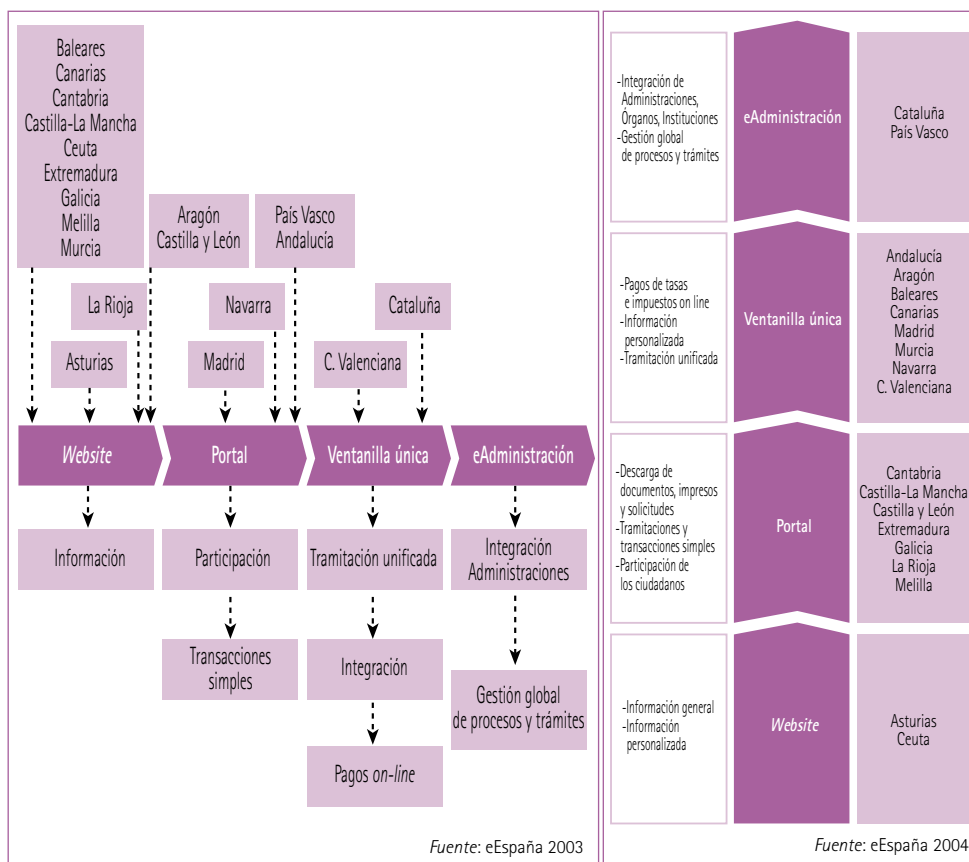 Baleares
Canarias
Cantabria
Castilla-La Mancha
Ceuta
Extremadura
Galicia
Melilla
Murcia
Aragón
Castilla y León
País Vasco
Andalucía
La Rioja
Navarra
Cataluña
Asturias
Madrid
C. Valenciana
Website
Portal
Ventanilla única
eAdministración
Información
Participación
Tramitación unificada
Integración
Administraciones
Transacciones
simples
Integración
Gestión global
de procesos y trámites
Pagos on-line
Fuente: eEspaña 2003
-Integración de
Administraciones,
Órganos, Instituciones
-Gestión global
de procesos y trámites
eAdministración
Cataluña
País Vasco
-Pagos de tasas
e impuestos on line
-Información
personalizada
-Tramitación unificada
Ventanilla única
Andalucía
Aragón
Baleares
Canarias
Madrid
Murcia
Navarra
C. Valenciana
-Descarga de
documentos, impresos
y solicitudes
-Tramitaciones y
transacciones simples
-Participación de
los ciudadanos
Portal
Cantabria
Castilla-La Mancha
Castilla y León
Extremadura
Galicia
La Rioja
Melilla
-Información general
-Información
personalizada
Website
Asturias
Ceuta
Fuente: eEspaña 2004